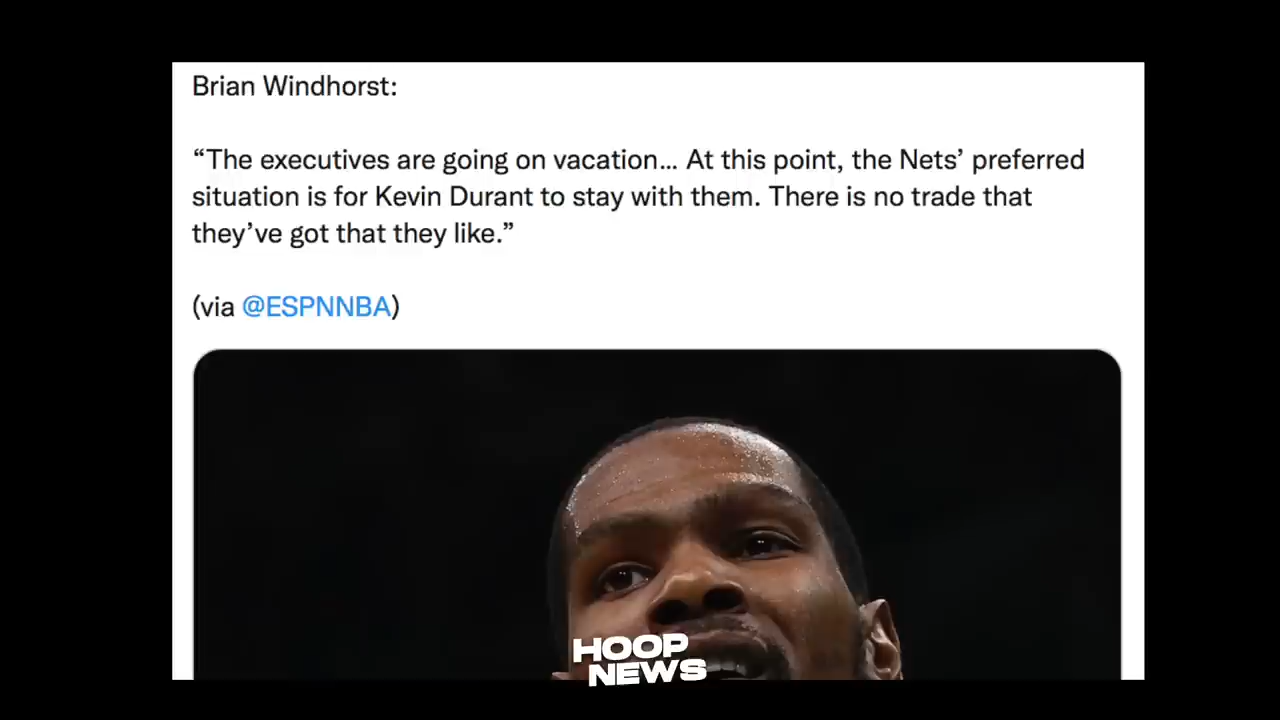 Brian Windhorst:
“The executives are going on vacation... At this point, the Nets’ preferred
situation is for Kevin Durant to stay with them. There is no trade that
they’ve got that they like.”
(via @ESPNNBA)
HOOP
NEWS